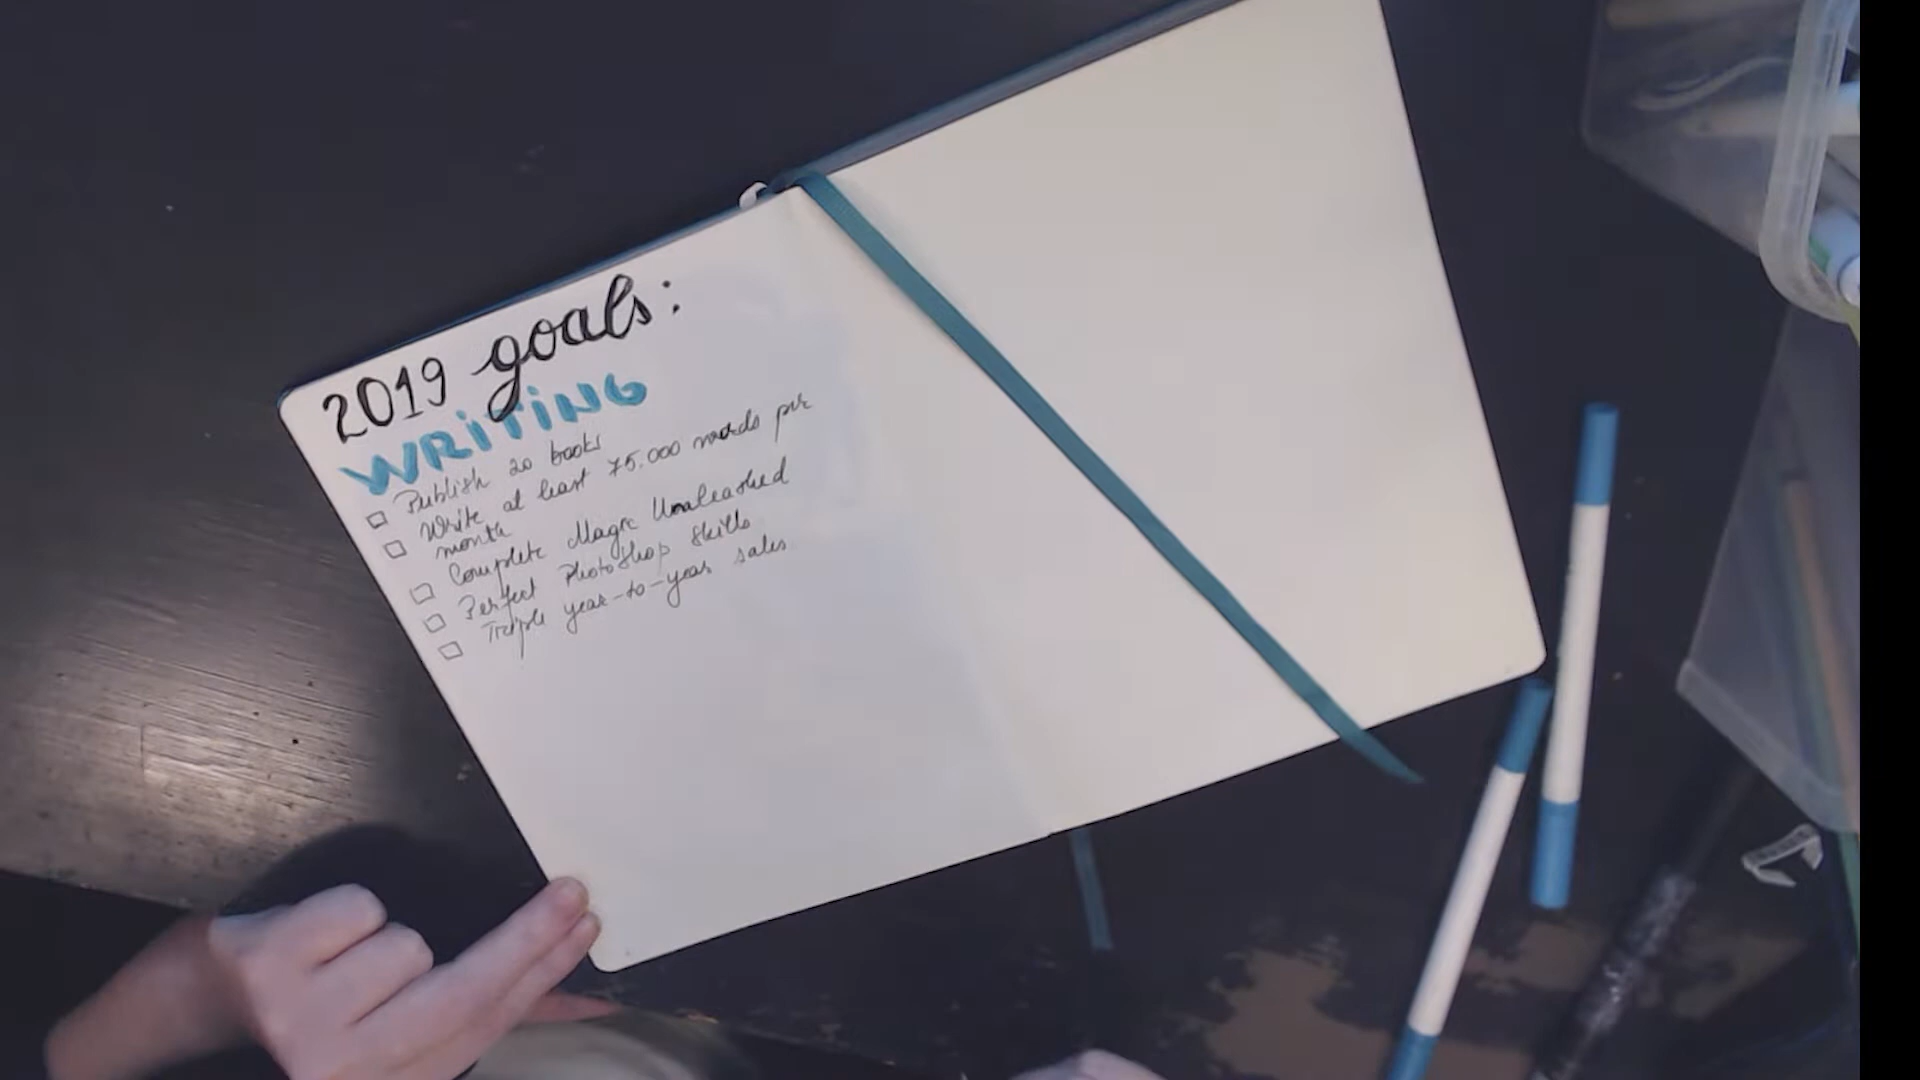 2019 goals:
WRITING
□ Publish 20 books
□ Write at least 75.000 words per
month
□ Complete Magic Unleashed
□ Perfect PhotoShop skills
□ Triple year-to-year sales